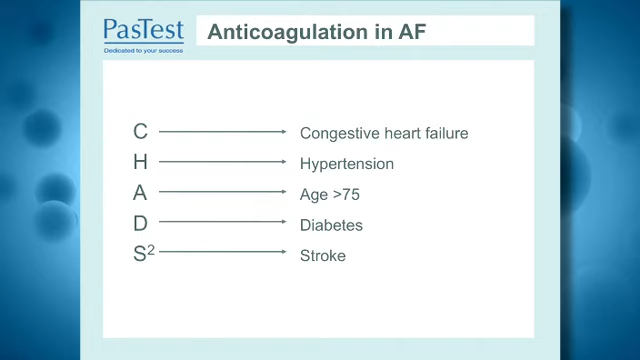 PasTest
Dedicated to your success
Anticoagulation in AF
C Congestive heart failure
H Hypertension
A Age >75
D Diabetes
S² Stroke